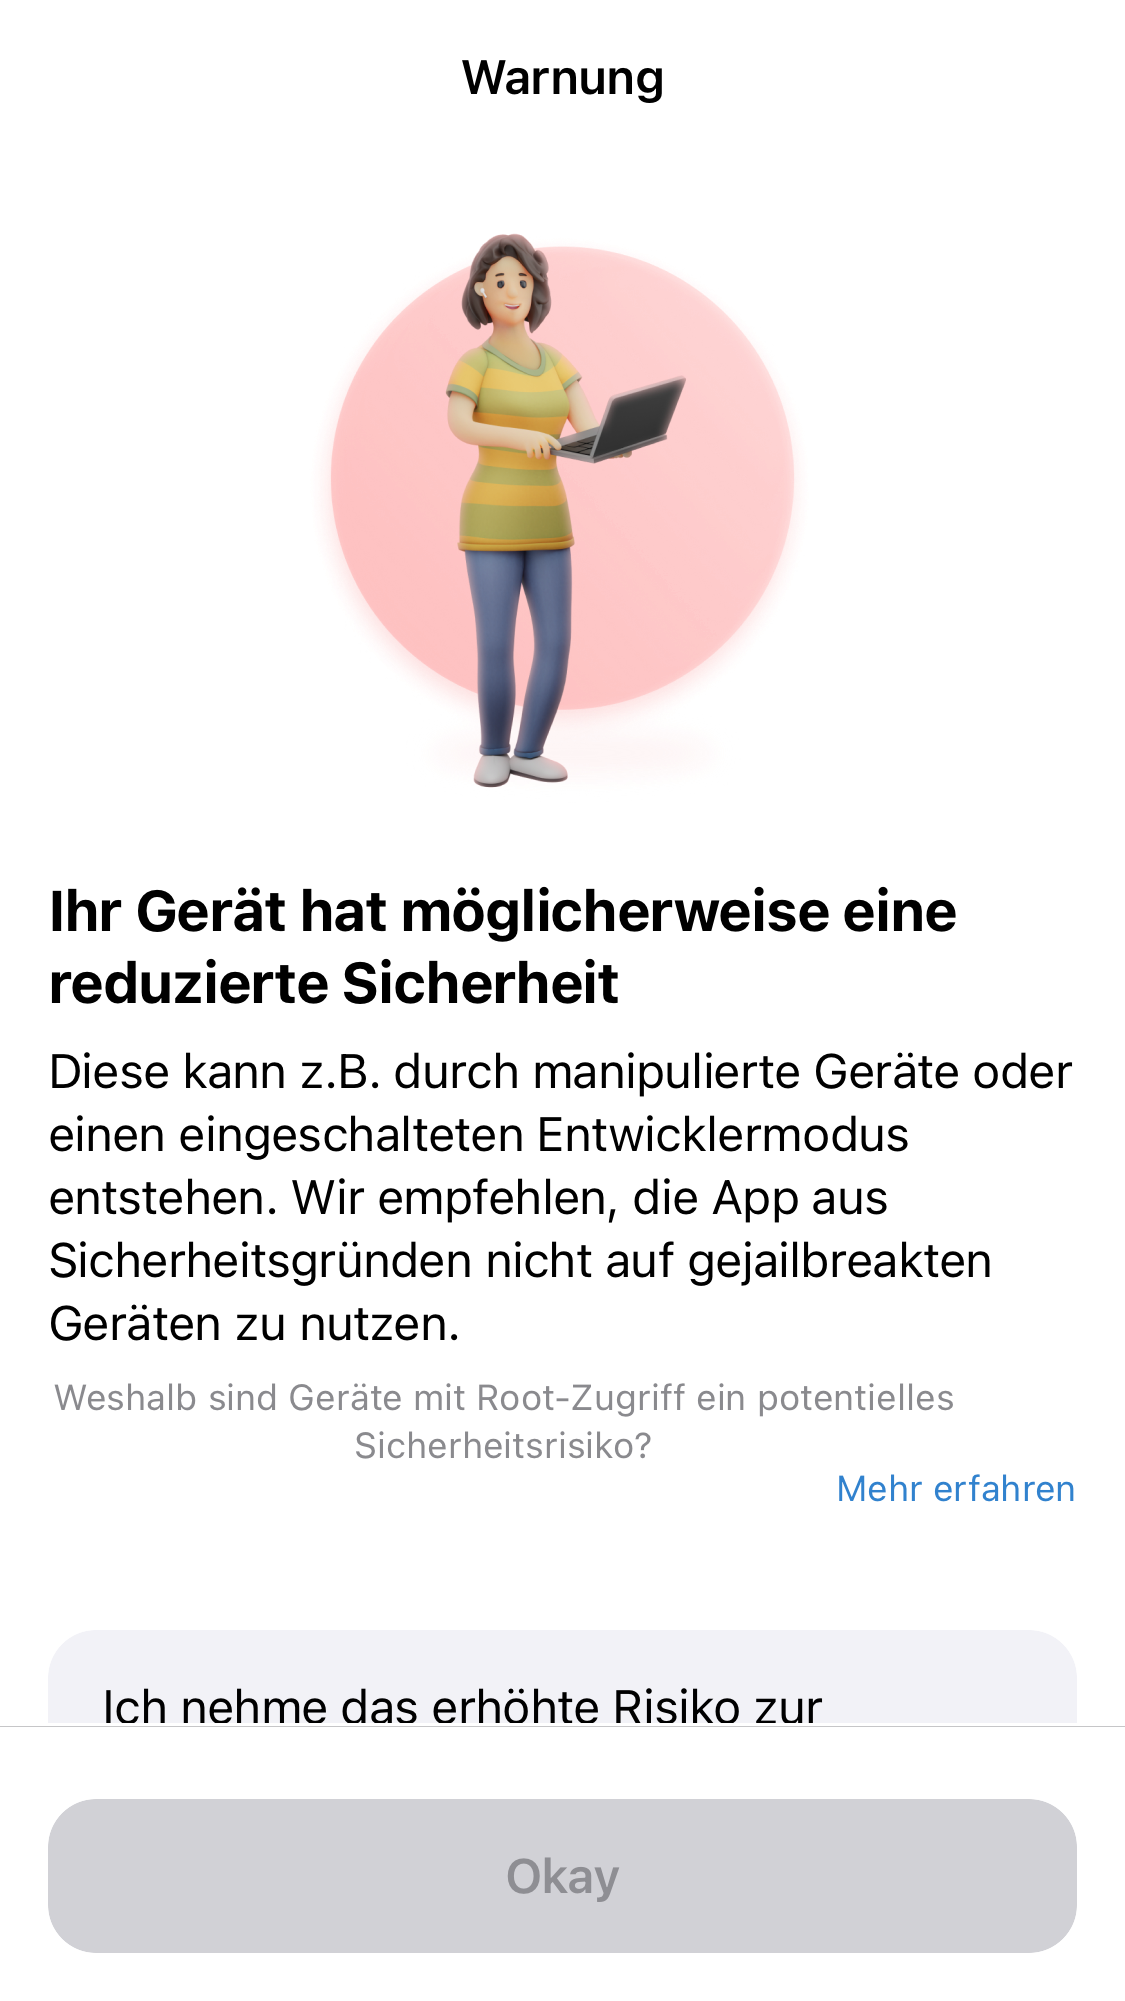 Warnung
Ihr Gerät hat möglicherweise eine
reduzierte Sicherheit
Diese kann z.B. durch manipulierte Geräte oder
einen eingeschalteten Entwicklermodus
entstehen. Wir empfehlen, die App aus
Sicherheitsgründen nicht auf gejailbreakten
Geräten zu nutzen.
Weshalb sind Geräte mit Root-Zugriff ein potentielles
Sicherheitsrisiko?
Mehr erfahren
Ich nehme das erhöhte Risiko zur
Okay